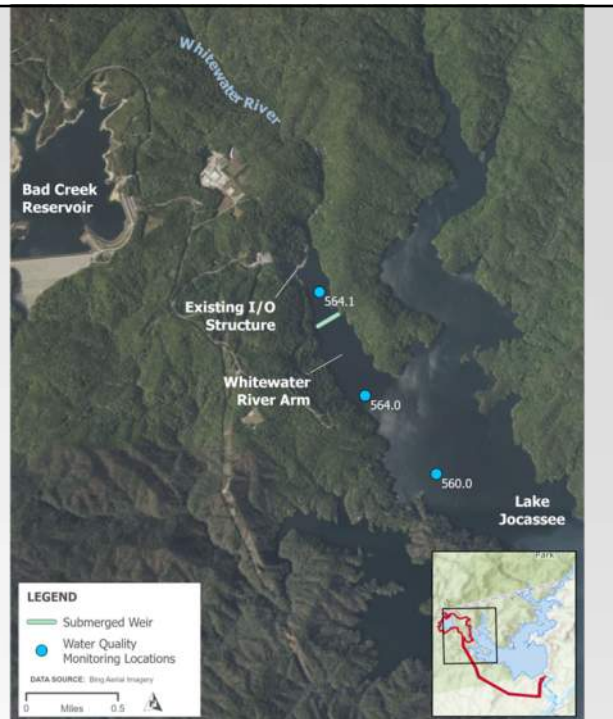 Whitewater River
Bad Creek
Reservoir
564.1
Existing I/O
Structure
Whitewater
River Arm
564.0
560.0
Lake
Jocassee
Park
LEGEND
Submerged Weir
Water Quality
Monitoring Locations
DATA SOURCE: Bing Aerial Imagery
0 Miles 0.5